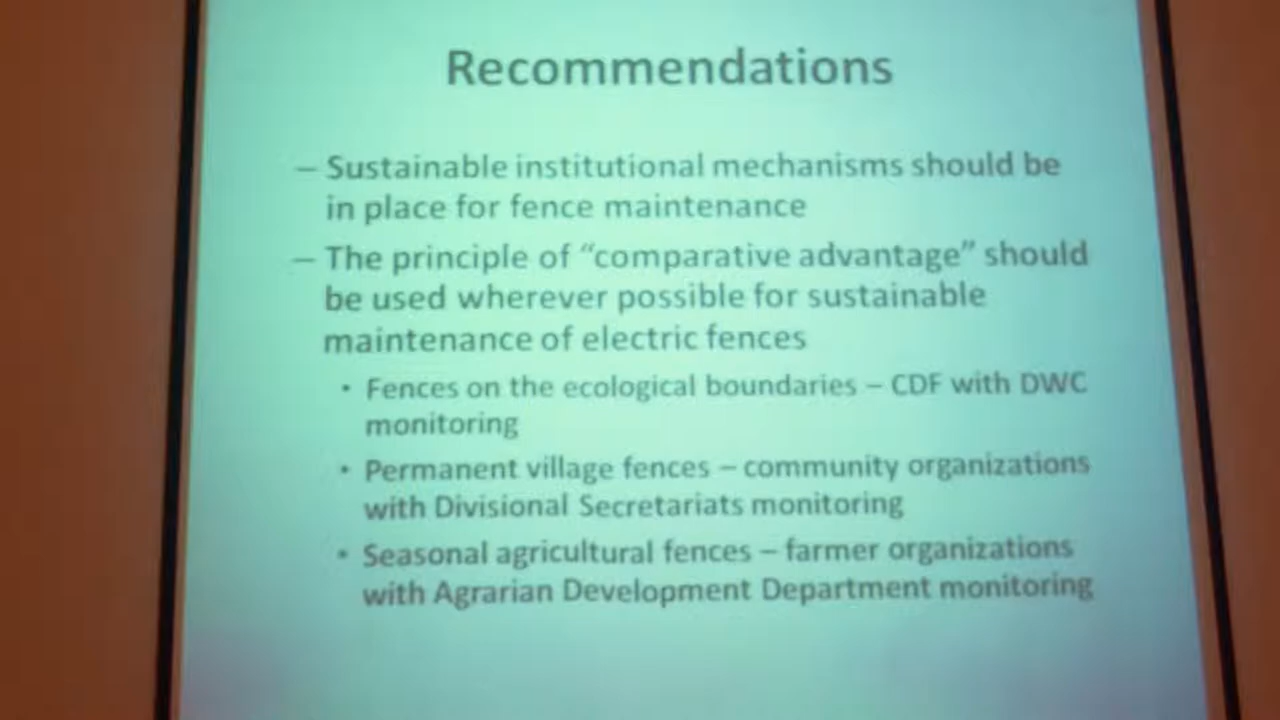 Recommendations
– Sustainable institutional mechanisms should be
in place for fence maintenance
– The principle of “comparative advantage” should
be used wherever possible for sustainable
maintenance of electric fences
• Fences on the ecological boundaries – CDF with DWC
monitoring
• Permanent village fences – community organizations
with Divisional Secretariats monitoring
• Seasonal agricultural fences – farmer organizations
with Agrarian Development Department monitoring